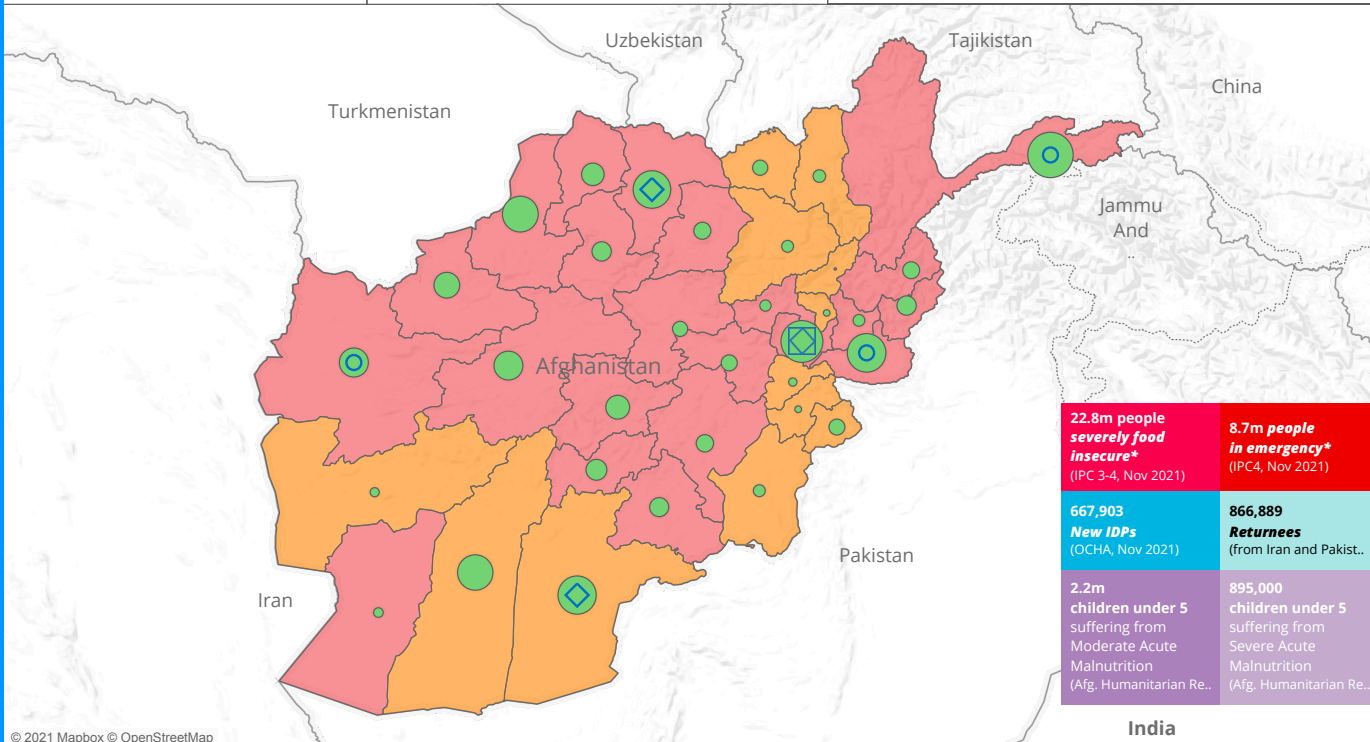 Uzbekistan
Tajikistan
China
Turkmenistan
Jammu
And
..
Afghanistan
22.8m people
severely food
insecure*
(IPC 3-4, Nov 2021)
8.7m people
in emergency*
(IPC4, Nov 2021)
667,903
New IDPs
(OCHA, Nov 2021)
866,889
Returnees
(from Iran and Pakist..
Pakistan
Iran
2.2m
children under 5
suffering from
Moderate Acute
Malnutrition
(Afg. Humanitarian Re..
895,000
children under 5
suffering from
Severe Acute
Malnutrition
(Afg. Humanitarian Re..
India
© 2021 Mapbox © OpenStreetMap